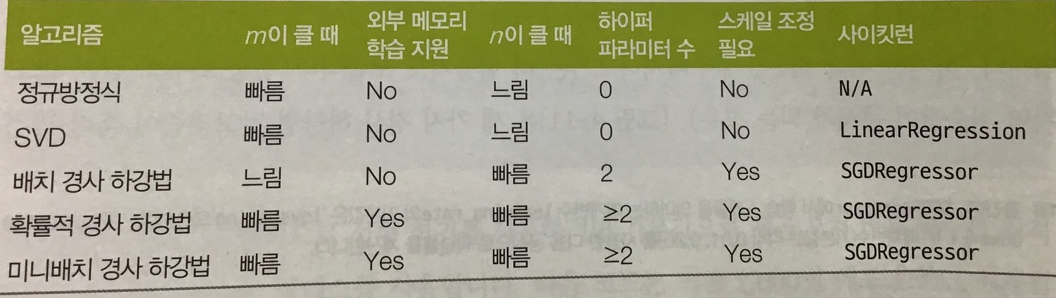 알고리즘 m이 클 때 외부 메모리 학습 지원 n이 클 때 하이퍼 파라미터 수 스케일 조정 필요 사이킷런
정규방정식 빠름 No 느림 0 No N/A
SVD 빠름 No 느림 0 No LinearRegression
배치 경사 하강법 느림 No 빠름 2 Yes SGDRegressor
확률적 경사 하강법 빠름 Yes 빠름 ≥2 Yes SGDRegressor
미니배치 경사 하강법 빠름 Yes 빠름 ≥2 Yes SGDRegressor